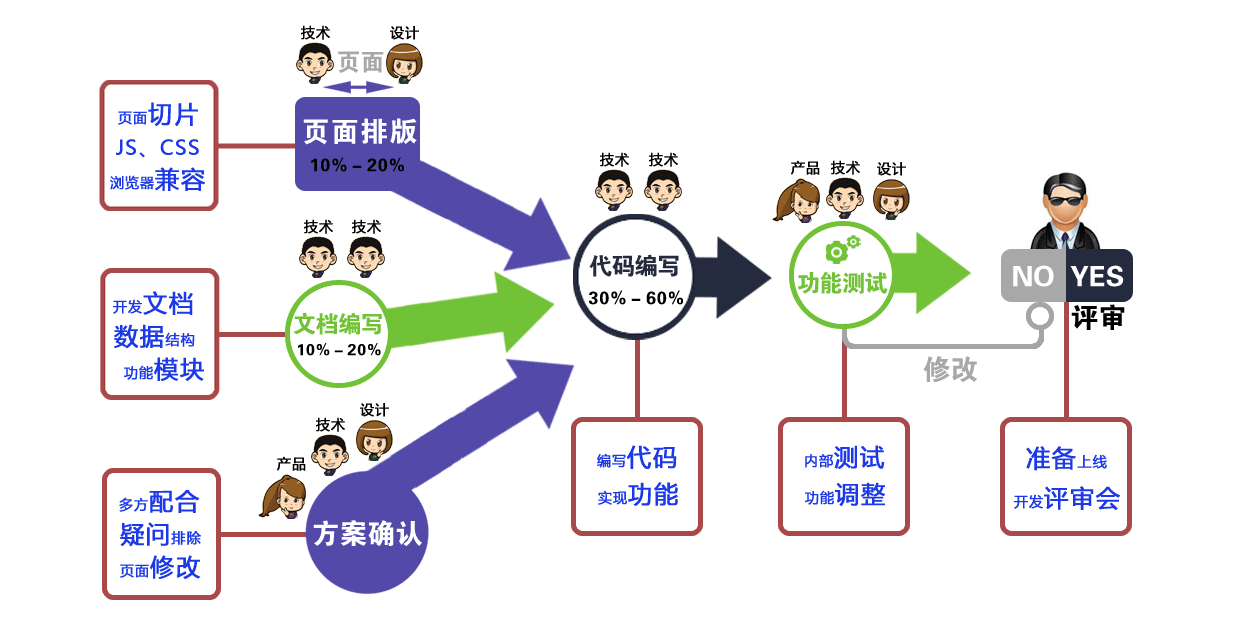 技术
设计
页面
页面切片
JS、CSS
浏览器兼容
页面排版
10% – 20%
技术
技术
开发文档
数据结构
功能模块
文档编写
10% – 20%
产品
技术
设计
多方配合
疑问排除
页面修改
方案确认
技术
技术
代码编写
30% – 60%
编写代码
实现功能
产品
技术
设计
功能测试
内部测试
功能调整
NO
YES
评审
修改
准备上线
开发评审会